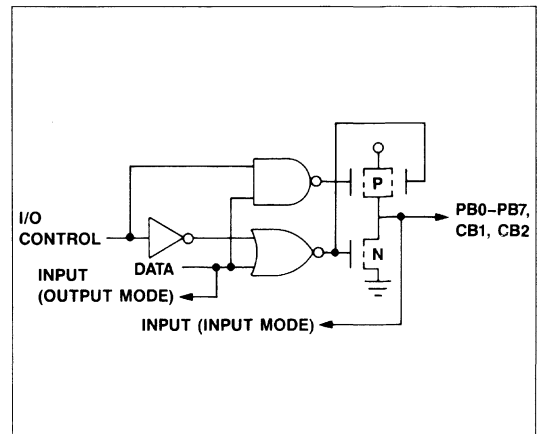 P
PB0–PB7,
CB1, CB2
I/O
CONTROL
N
DATA
INPUT
(OUTPUT MODE)
INPUT (INPUT MODE)